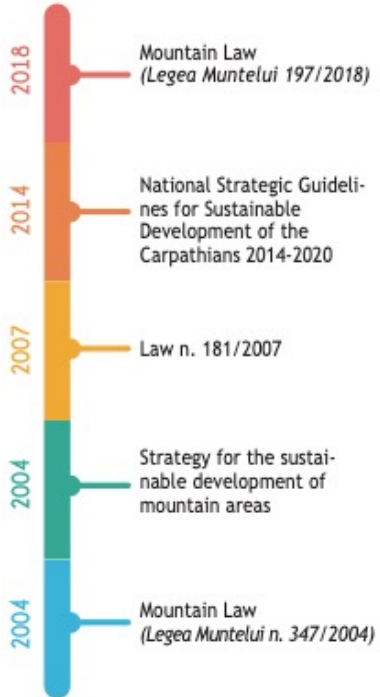 2018
Mountain Law
(Legea Muntelui 197/2018)
2014
National Strategic Guideli-
nes for Sustainable
Development of the
Carpathians 2014-2020
2007
Law n. 181/2007
2004
Strategy for the sustai-
nable development of
mountain areas
2004
Mountain Law
(Legea Muntelui n. 347/2004)